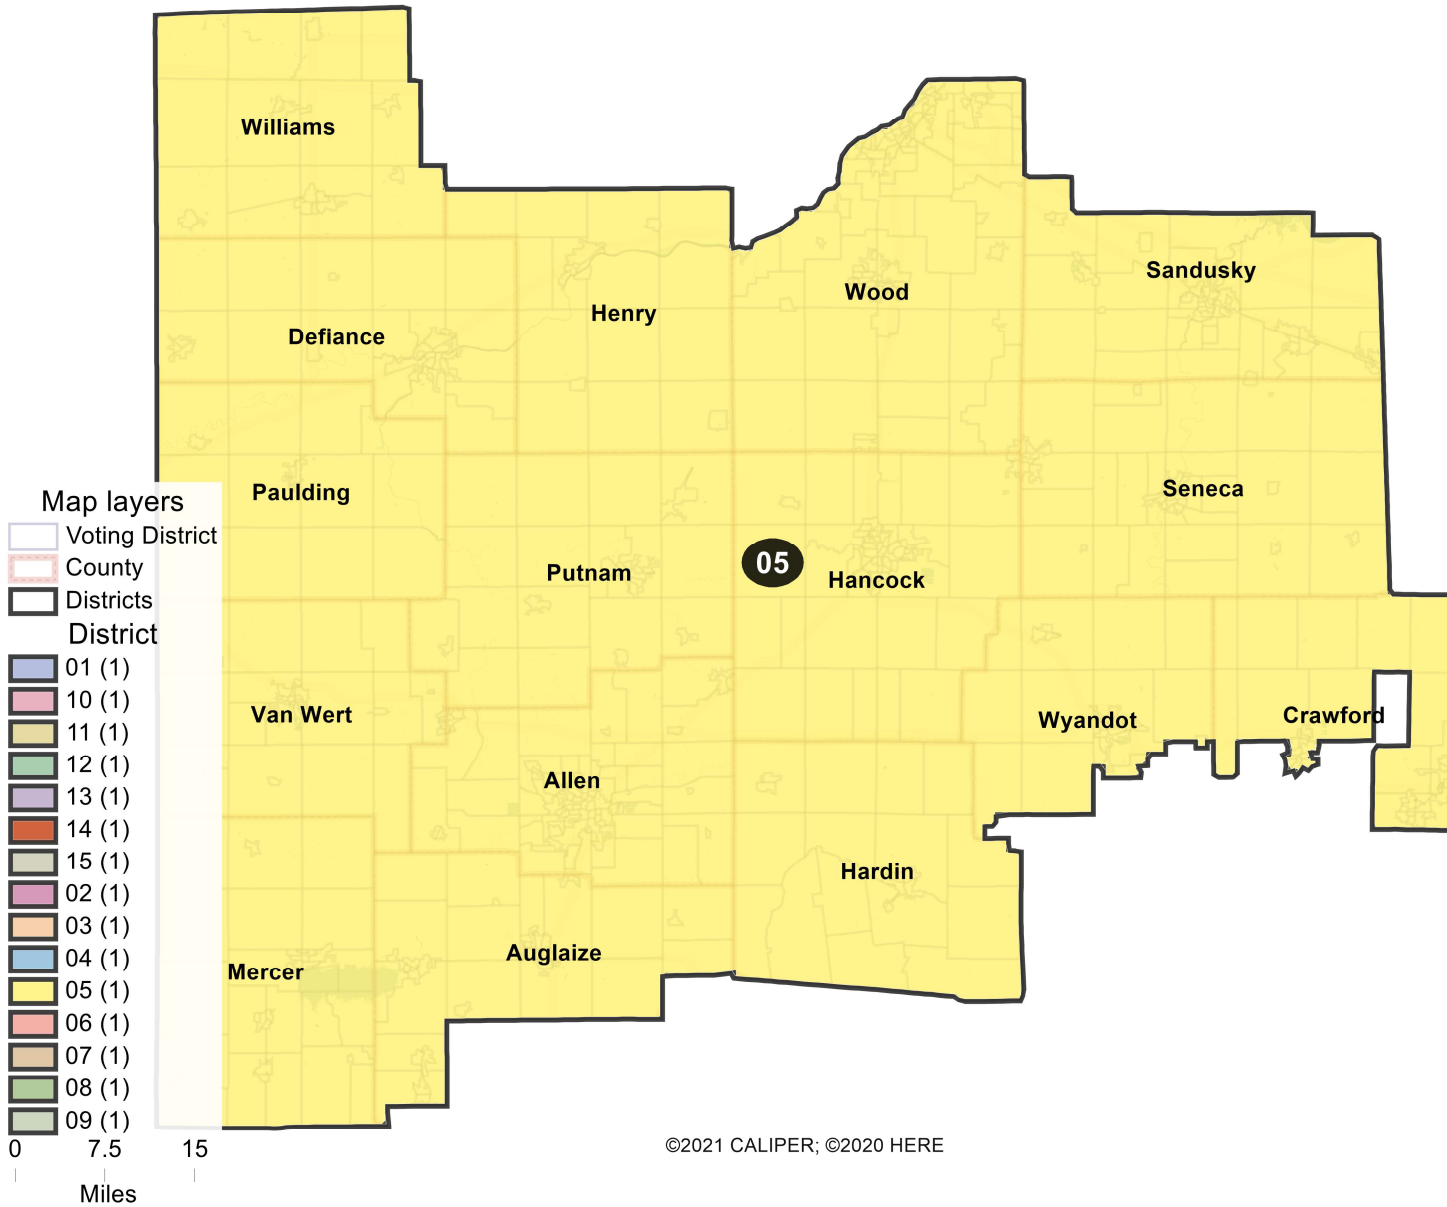 Williams
Sandusky
Wood
Henry
Defiance
Seneca
Paulding
05
Putnam
Hancock
Van Wert
Wyandot
Crawford
Allen
Hardin
Auglaize
Mercer
Map layers
Voting District
County
Districts
District
01 (1)
10 (1)
11 (1)
12 (1)
13 (1)
14 (1)
15 (1)
02 (1)
03 (1)
04 (1)
05 (1)
06 (1)
07 (1)
08 (1)
09 (1)
0 7.5 15
Miles
©2021 CALIPER; ©2020 HERE